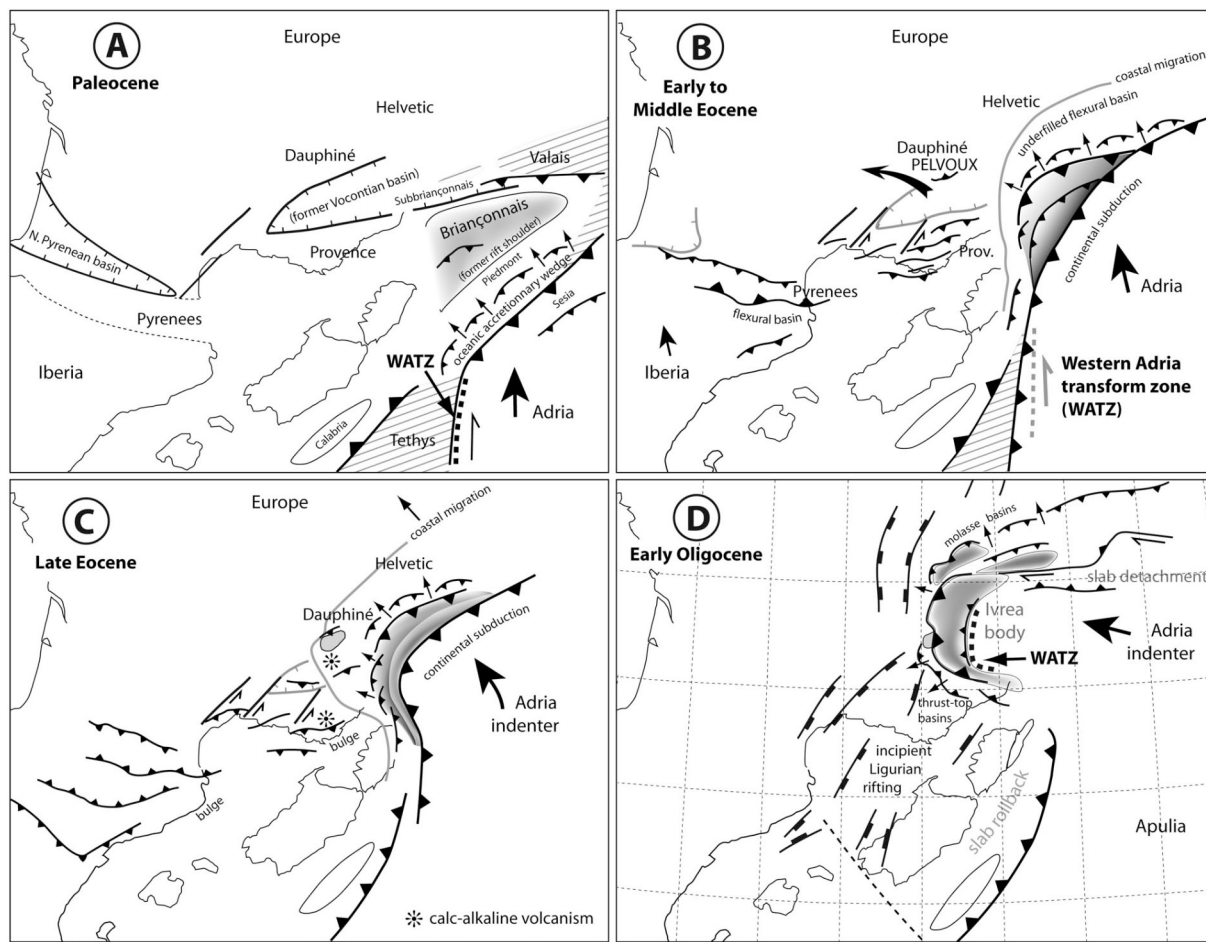 A
Paleocene
Europe
Helvetic
Dauphiné
(former Vocontian basin)
Valais
Subbriançonnais
Briançonnais
(former rift shoulder)
Piedmont
N. Pyrenean basin
Provence
Pyrenees
oceanic accretionnary wedge
Sesia
Iberia
WATZ
Adria
Calabria
Tethys
B
Early to
Middle Eocene
Europe
coastal migration
Helvetic
underfilled flexural basin
Dauphiné
PELVOUX
continental subduction
Prov.
Adria
Pyrenees
flexural basin
Iberia
Western Adria
transform zone
(WATZ)
C
Late Eocene
Europe
coastal migration
Helvetic
Dauphiné
continental subduction
Adria
indenter
bulge
bulge
calc-alkaline volcanism
D
Early Oligocene
molasse basins
slab detachment
Ivrea
body
Adria
indenter
WATZ
thrust-top
basins
incipient
Ligurian
rifting
slab rollback
Apulia